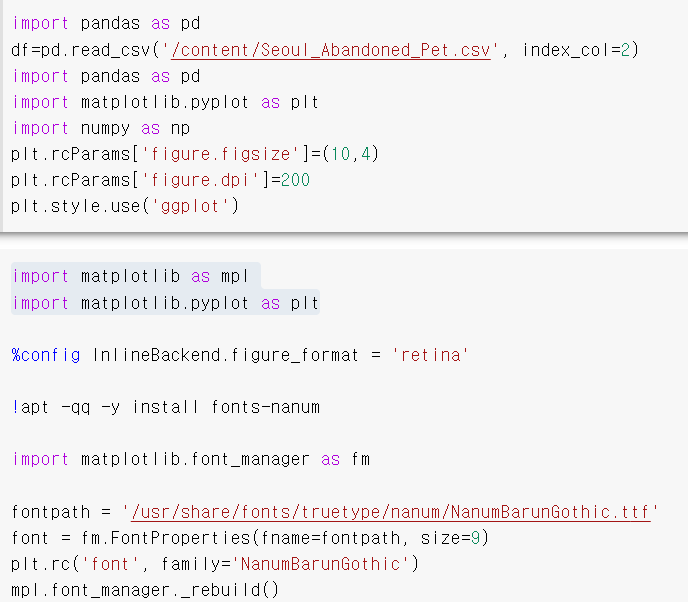 import pandas as pd
df=pd.read_csv('/content/Seoul_Abandoned_Pet.csv', index_col=2)
import pandas as pd
import matplotlib.pyplot as plt
import numpy as np
plt.rcParams['figure.figsize']=(10,4)
plt.rcParams['figure.dpi']=200
plt.style.use('ggplot')
import matplotlib as mpl
import matplotlib.pyplot as plt
%config InlineBackend.figure_format = 'retina'
!apt -qq -y install fonts-nanum
import matplotlib.font_manager as fm
fontpath = '/usr/share/fonts/truetype/nanum/NanumBarunGothic.ttf'
font = fm.FontProperties(fname=fontpath, size=9)
plt.rc('font', family='NanumBarunGothic')
mpl.font_manager._rebuild()